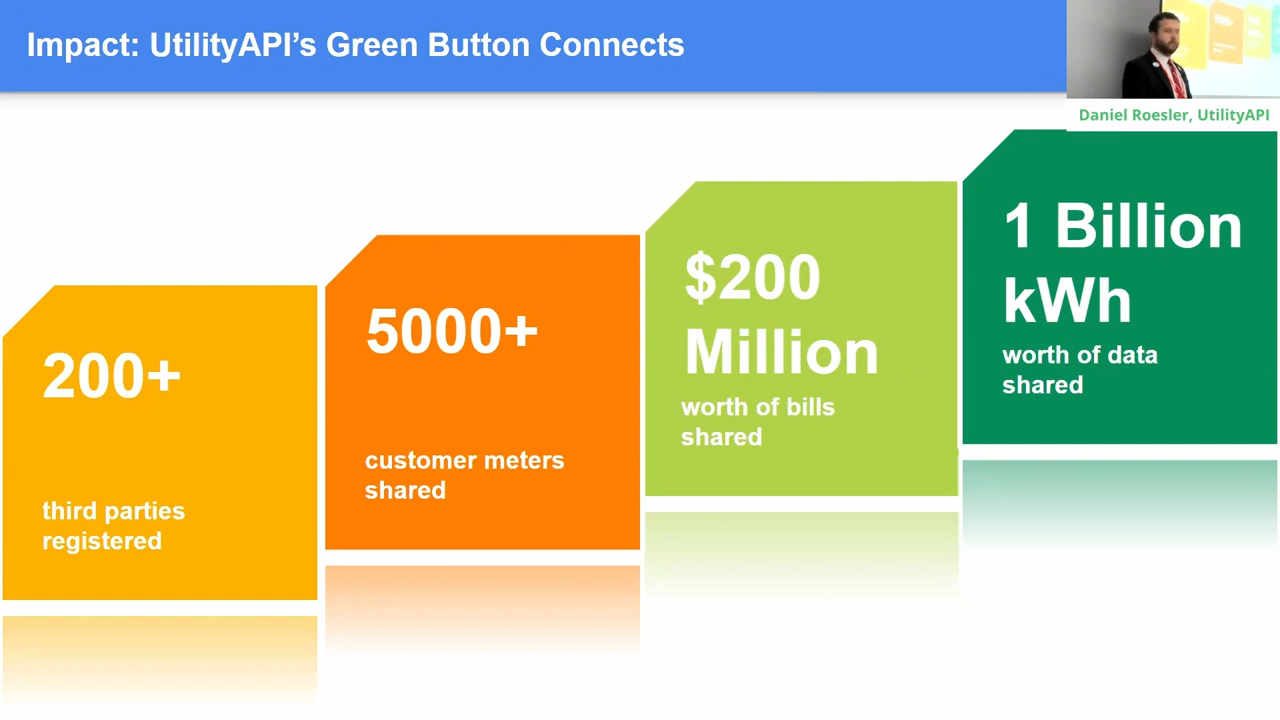 Impact: UtilityAPI’s Green Button Connects
Daniel Roesler, UtilityAPI
200+
third parties
registered
5000+
customer meters
shared
$200
Million
worth of bills
shared
1 Billion
kWh
worth of data
shared